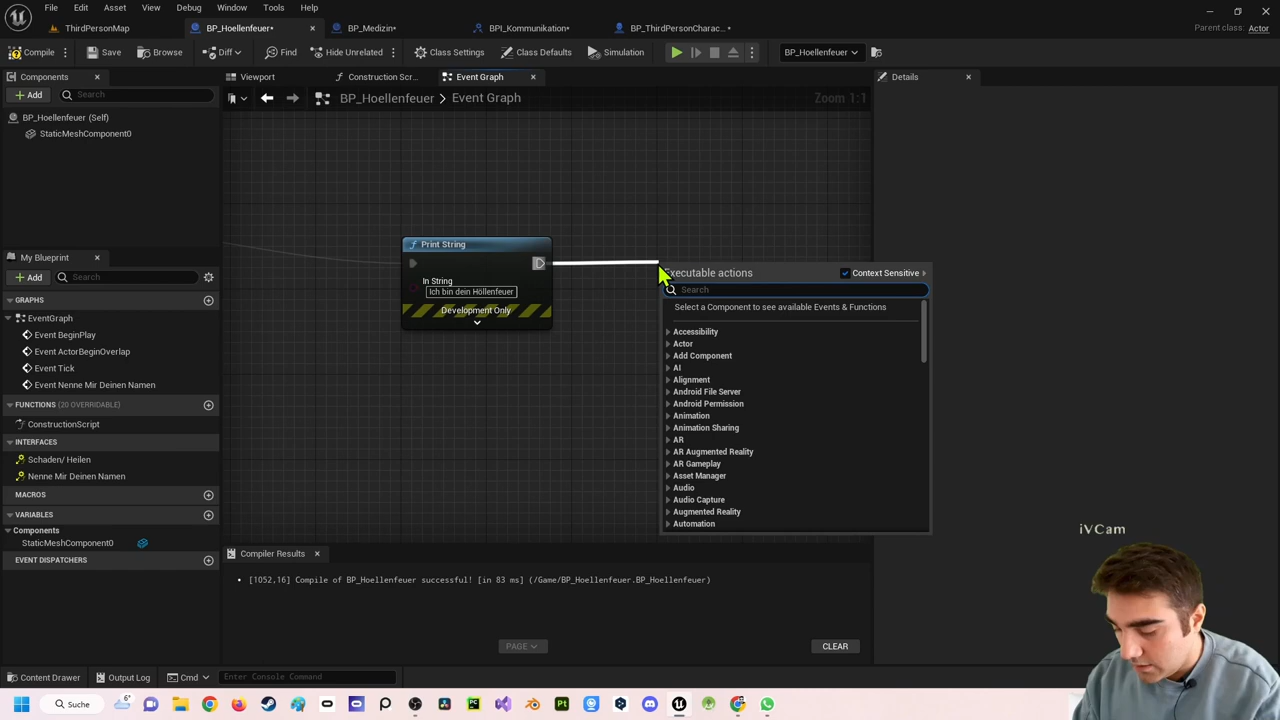 File Edit Asset View Debug Window Tools Help
ThirdPersonMap BP_Hoellenfeuer* BP_Medizin* BPI_Kommunikation* BP_ThirdPersonCharac...* Parent class: Actor
Compile Save Browse Diff Find Hide Unrelated Class Settings Class Defaults Simulation BP_Hoellenfeuer
Components Viewport Construction Scr... Event Graph Details
Add Search BP_Hoellenfeuer > Event Graph Zoom 1:1
BP_Hoellenfeuer (Self)
StaticMeshComponent0
My Blueprint
Add Search
GRAPHS
EventGraph
Event BeginPlay
Event ActorBeginOverlap
Event Tick
Event Nenne Mir Deinen Namen
FUNCTIONS (20 OVERRIDABLE)
ConstructionScript
INTERFACES
Schaden/ Heilen
Nenne Mir Deinen Namen
MACROS
VARIABLES
Components
StaticMeshComponent0
EVENT DISPATCHERS
Print String
In String
Ich bin dein Höllenfeuer
Development Only
Executable actions Context Sensitive
Search
Select a Component to see available Events & Functions
Accessibility
Actor
Add Component
AI
Alignment
Android File Server
Android Permission
Animation
Animation Sharing
AR
AR Augmented Reality
AR Gameplay
Asset Manager
Audio
Audio Capture
Augmented Reality
Automation
iVCam
Compiler Results
[1052,16] Compile of BP_Hoellenfeuer successful! [in 83 ms] (/Game/BP_Hoellenfeuer.BP_Hoellenfeuer)
PAGE CLEAR
Content Drawer Output Log Cmd Enter Console Command
Suche 6°